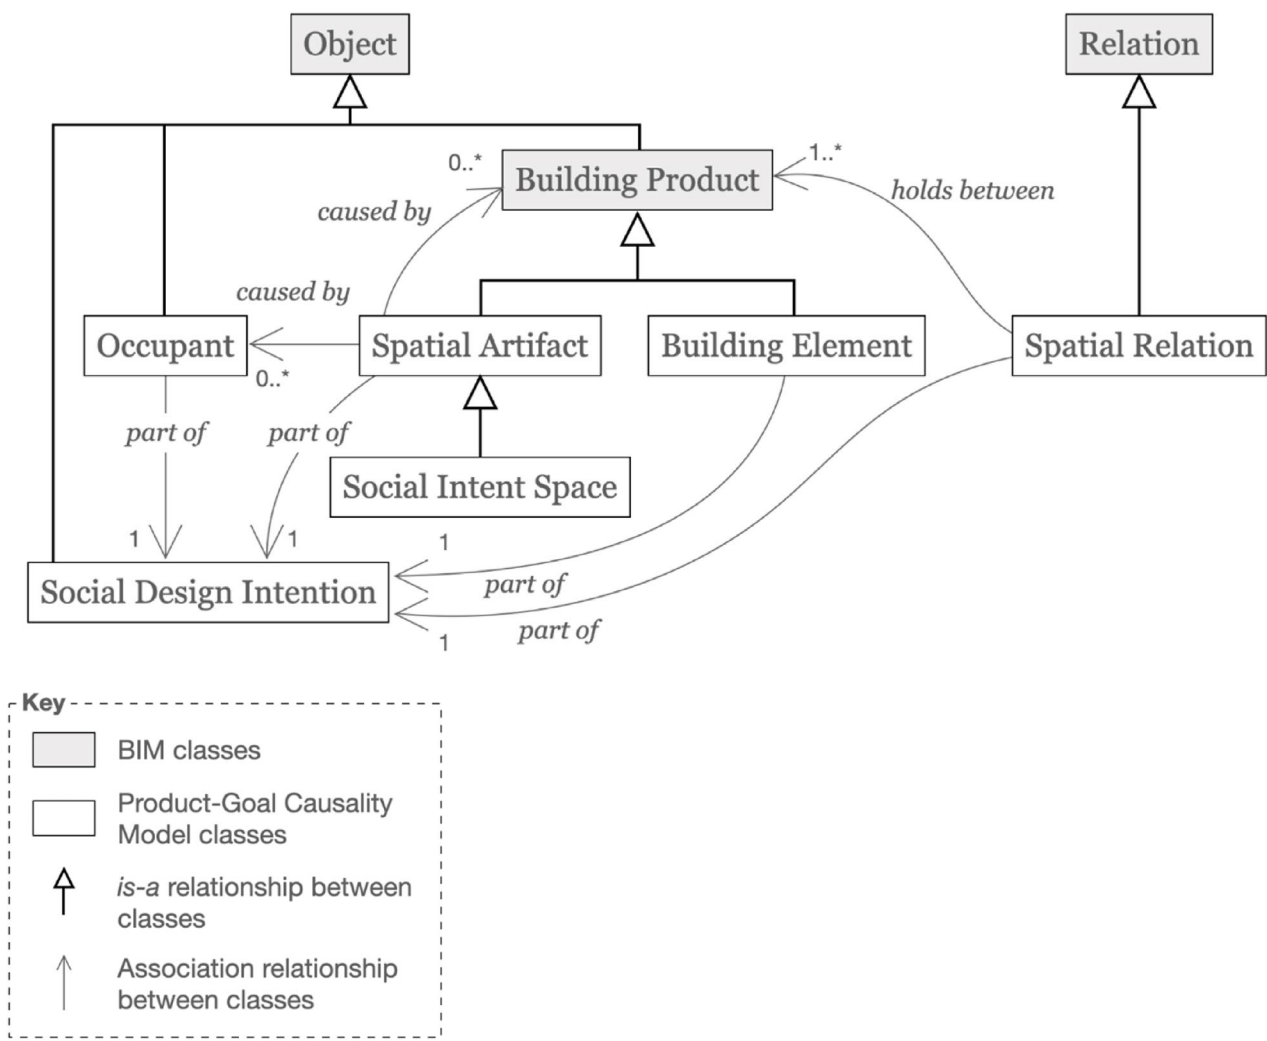 Object
Relation
0..*
Building Product
1..*
holds between
caused by
caused by
Occupant
Spatial Artifact
Building Element
Spatial Relation
0..*
part of
part of
Social Intent Space
1
1
1
part of
Social Design Intention
part of
1
Key
BIM classes
Product-Goal Causality
Model classes
is-a relationship between
classes
Association relationship
between classes